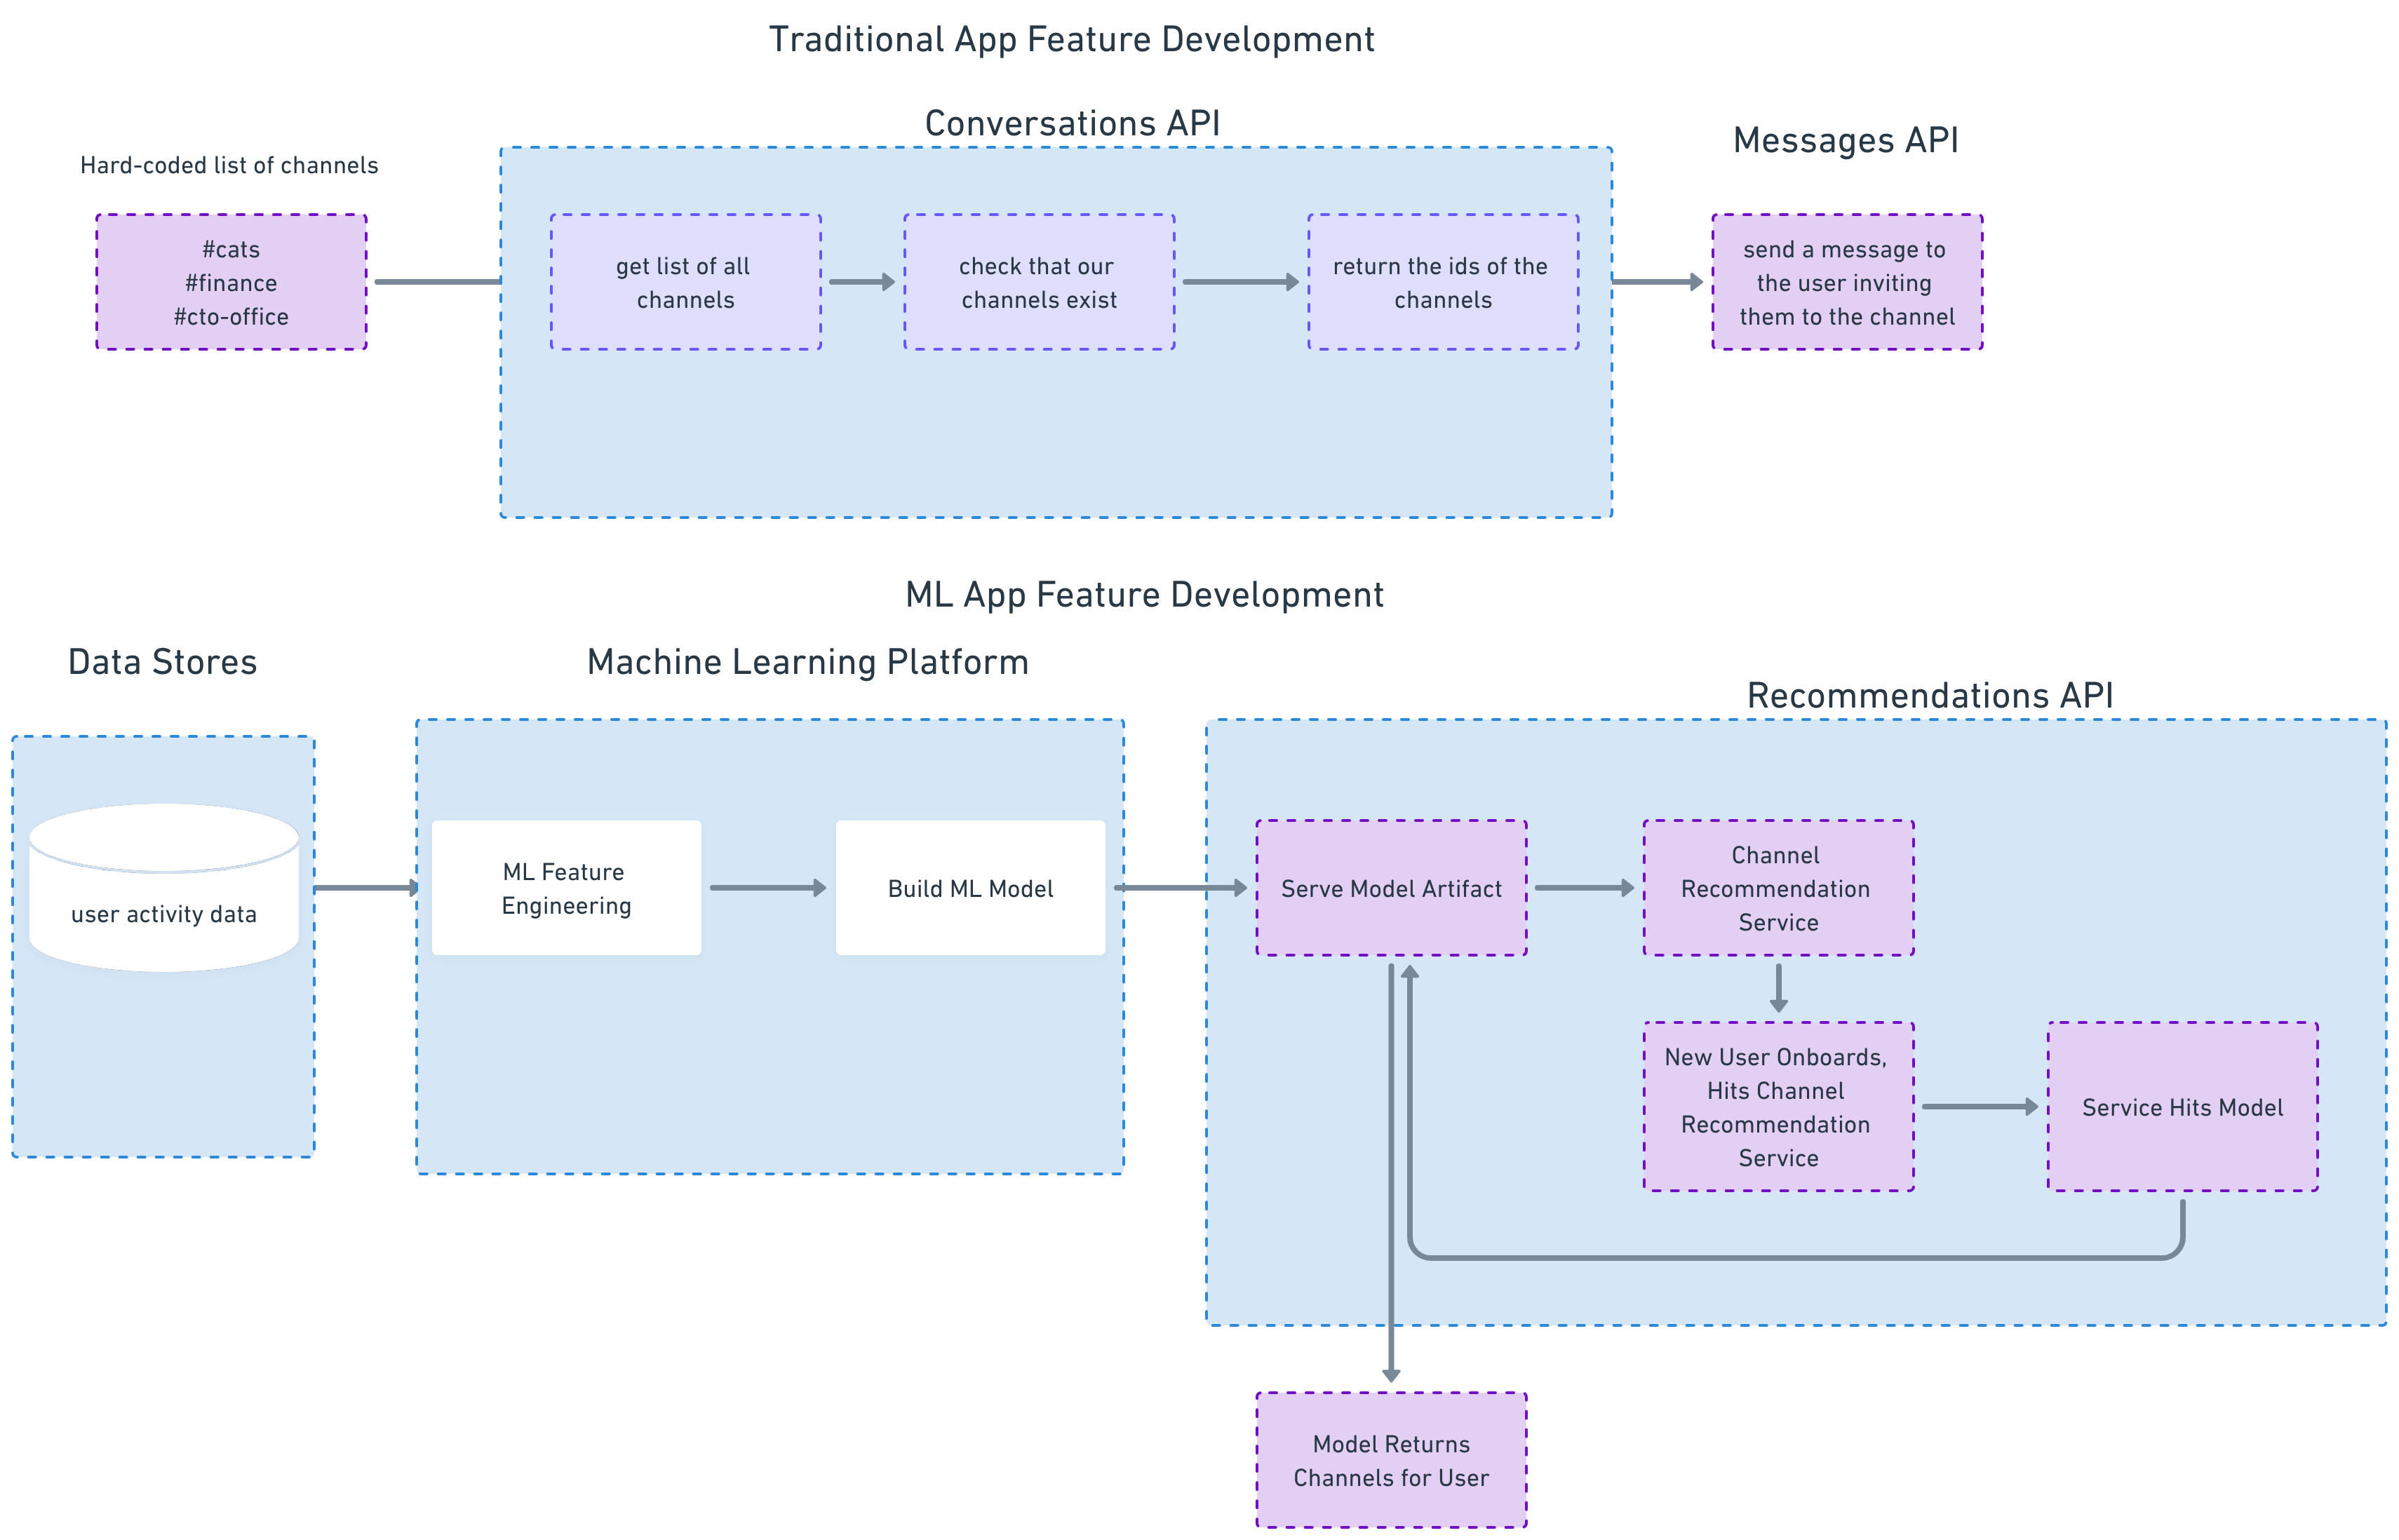 Traditional App Feature Development
Conversations API
Messages API
Hard-coded list of channels
#cats
#finance
#cto-office
get list of all
channels
check that our
channels exist
return the ids of the
channels
send a message to
the user inviting
them to the channel
ML App Feature Development
Data Stores
Machine Learning Platform
Recommendations API
user activity data
ML Feature
Engineering
Build ML Model
Serve Model Artifact
Channel
Recommendation
Service
New User Onboards,
Hits Channel
Recommendation
Service
Service Hits Model
Model Returns
Channels for User